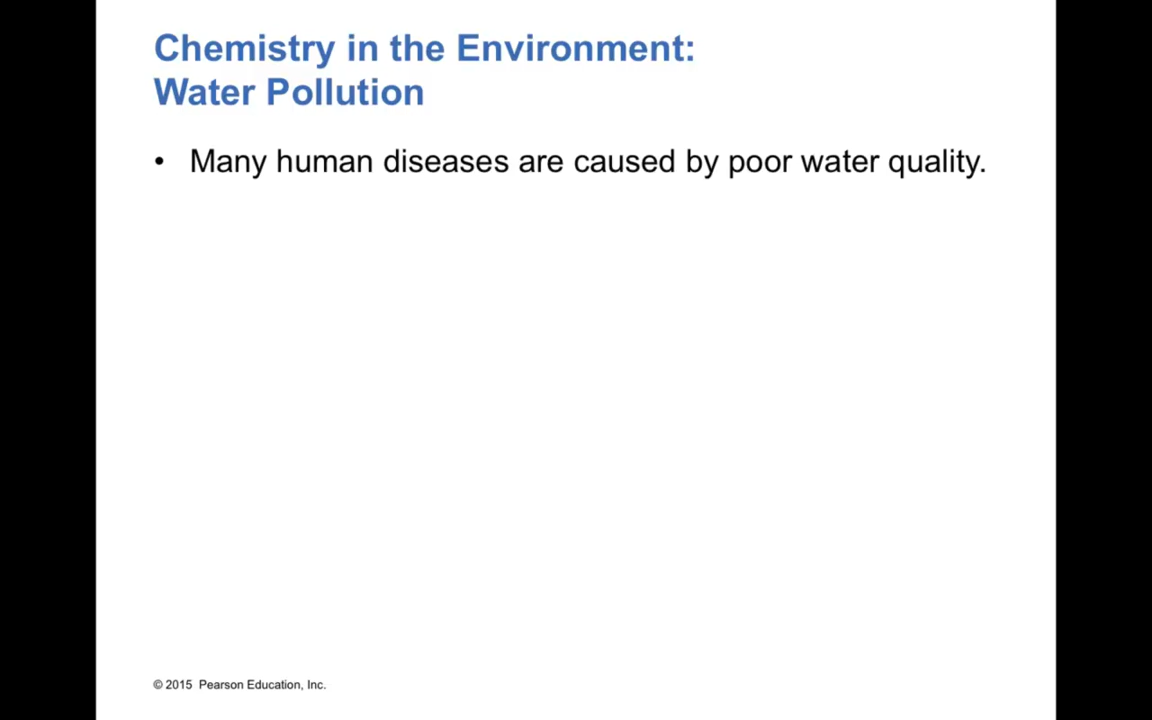 Chemistry in the Environment:
Water Pollution
• Many human diseases are caused by poor water quality.
© 2015 Pearson Education, Inc.